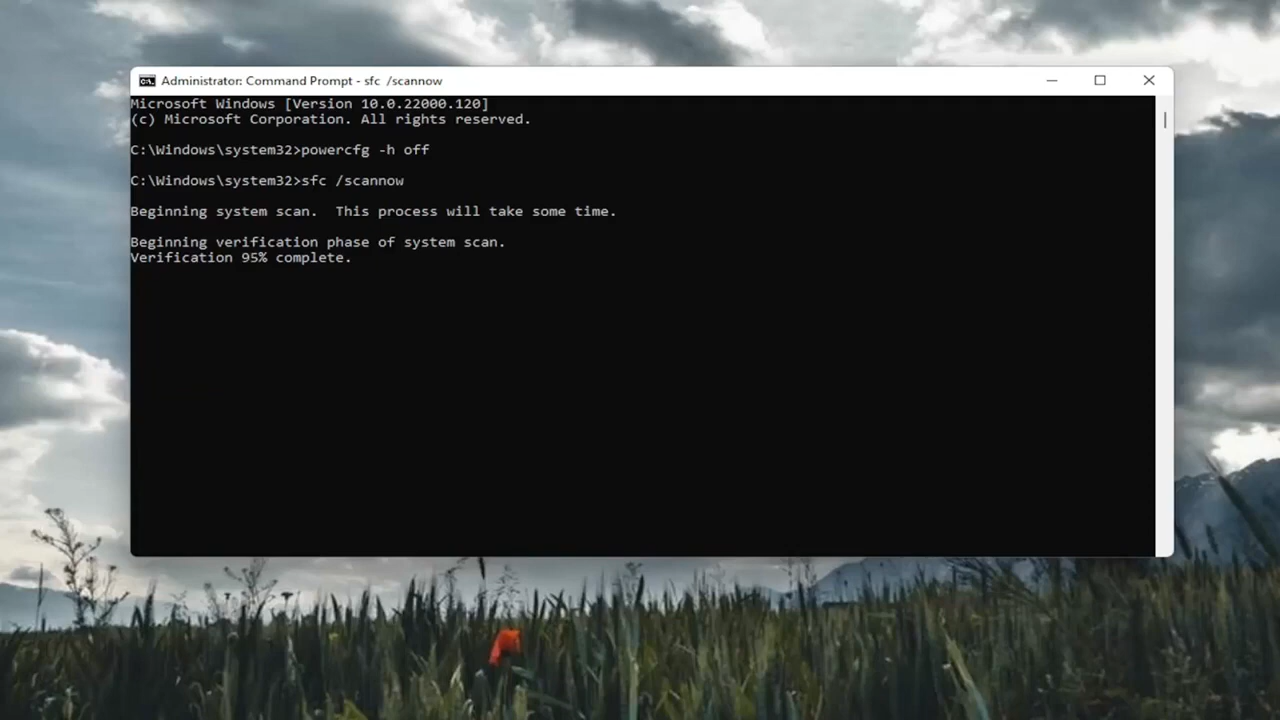 Administrator: Command Prompt - sfc /scannow
Microsoft Windows [Version 10.0.22000.120]
(c) Microsoft Corporation. All rights reserved.
C:\Windows\system32>powercfg -h off
C:\Windows\system32>sfc /scannow
Beginning system scan.  This process will take some time.
Beginning verification phase of system scan.
Verification 95% complete.